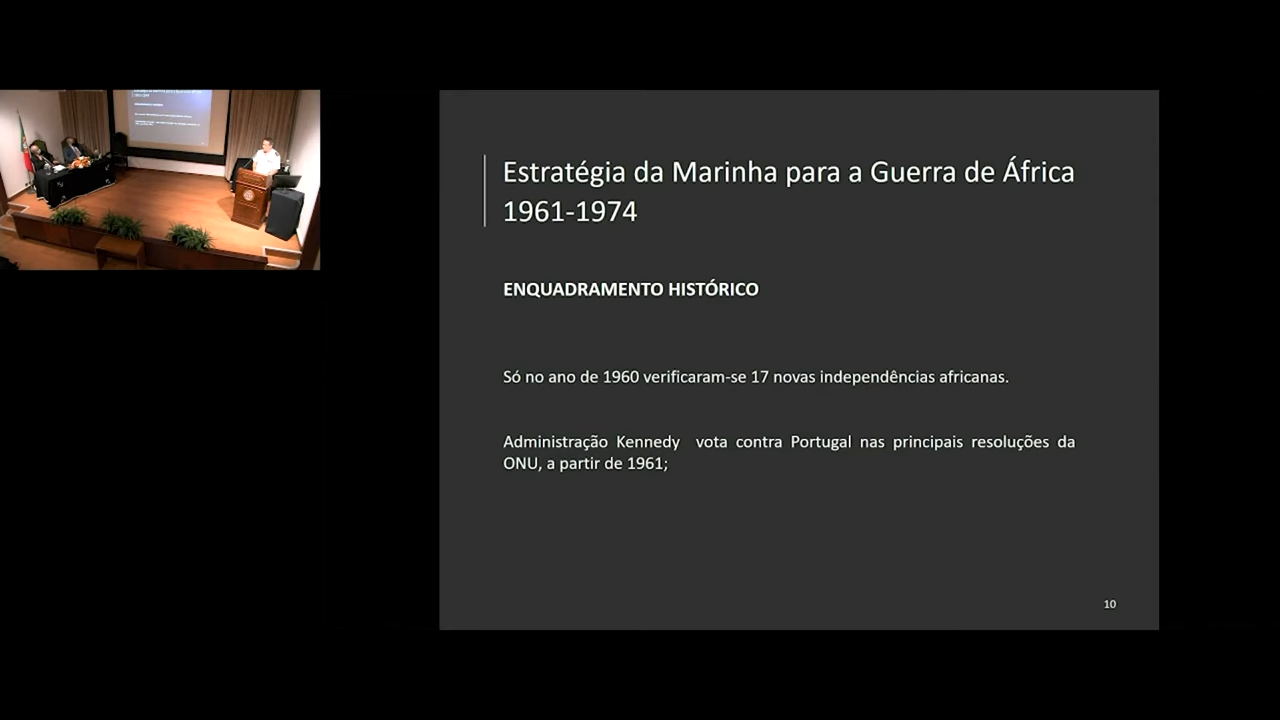 Estratégia da Marinha para a Guerra de África
1961-1974
ENQUADRAMENTO HISTÓRICO
Só no ano de 1960 verificaram-se 17 novas independências africanas.
Administração Kennedy vota contra Portugal nas principais resoluções da
ONU, a partir de 1961;
10